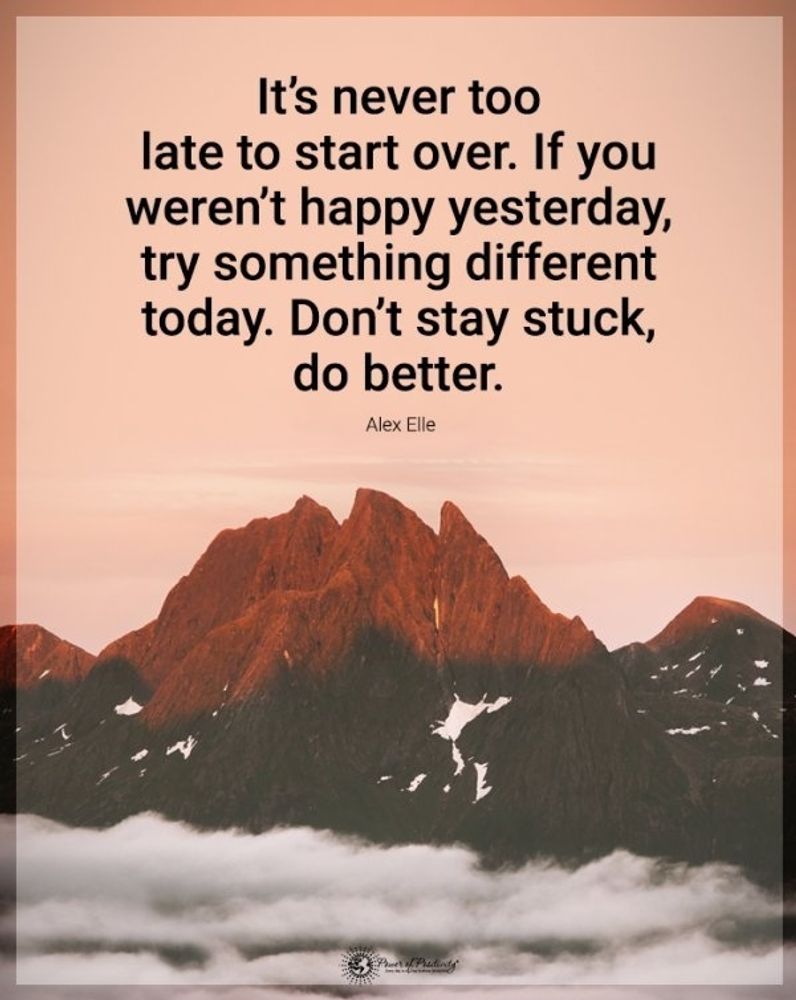 It’s never too
late to start over. If you
weren’t happy yesterday,
try something different
today. Don’t stay stuck,
do better.
Alex Elle
Power of Positivity